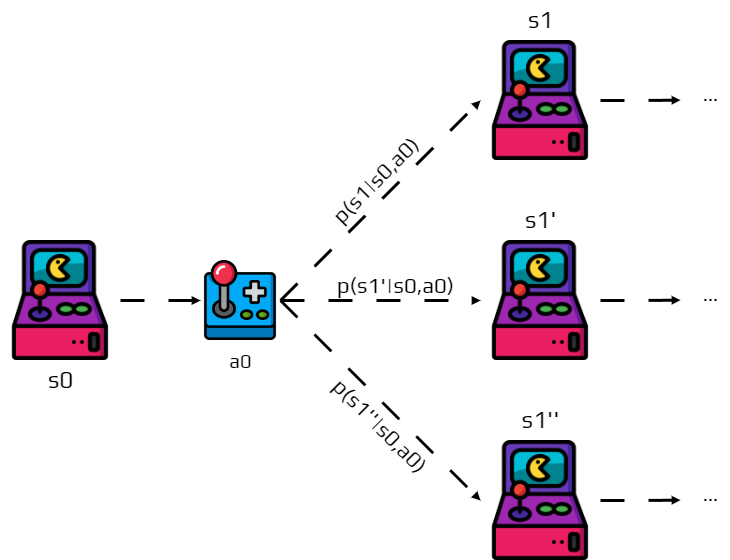 s1
p(s1|s0,a0)
...
s1'
p(s1'|s0,a0)
...
s0
a0
p(s1''|s0,a0)
s1''
...